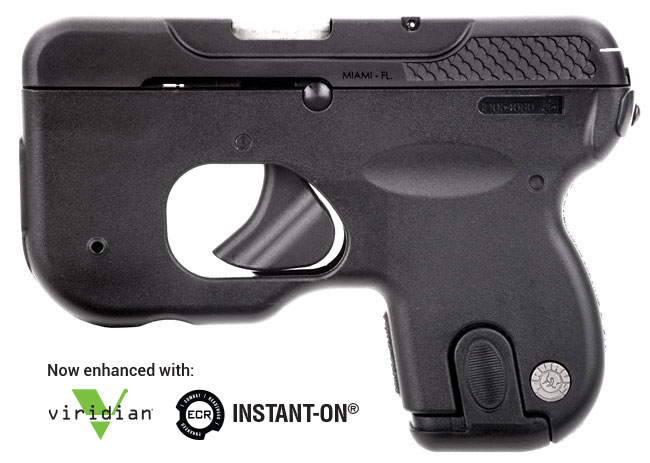 MIAMI - FL.
Now enhanced with:
viridian
ECR
INSTANT-ON®